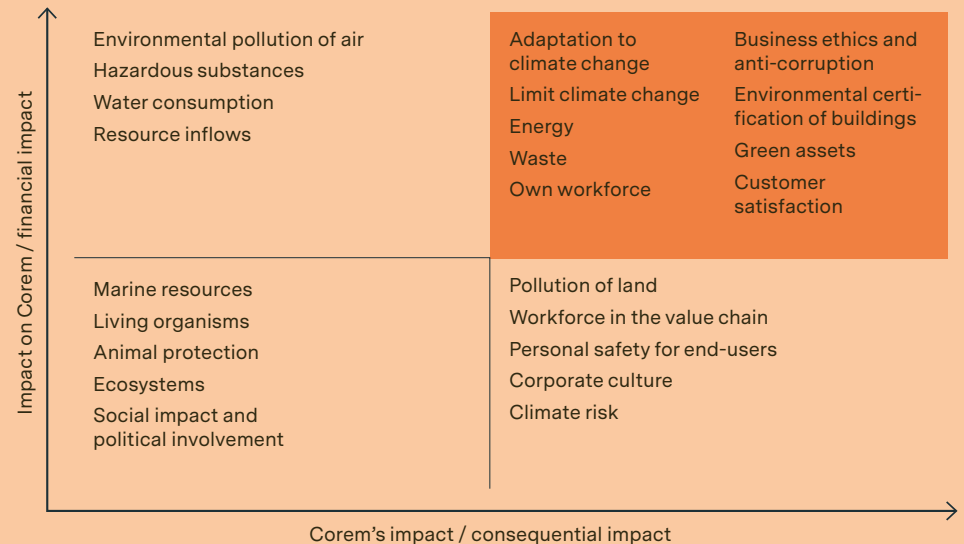 Impact on Corem / financial impact
Environmental pollution of air
Hazardous substances
Water consumption
Resource inflows
Adaptation to
climate change
Limit climate change
Energy
Waste
Own workforce
Business ethics and
anti-corruption
Environmental certi-
fication of buildings
Green assets
Customer
satisfaction
Marine resources
Living organisms
Animal protection
Ecosystems
Social impact and
political involvement
Pollution of land
Workforce in the value chain
Personal safety for end-users
Corporate culture
Climate risk
Corem’s impact / consequential impact